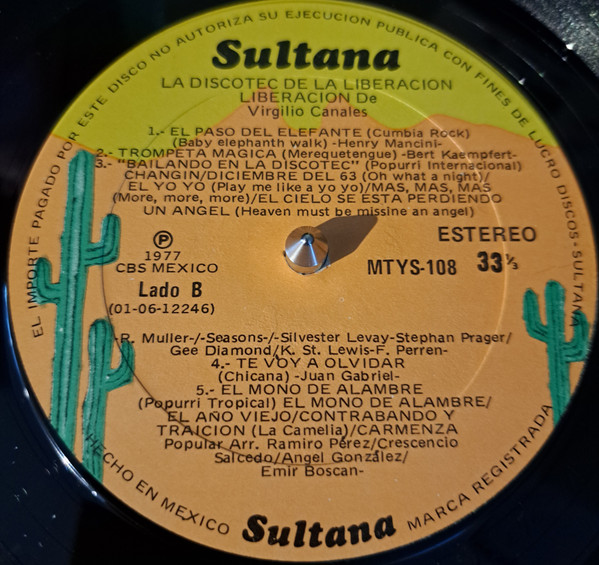 EL IMPORTE PAGADO POR ESTE DISCO NO AUTORIZA SU EJECUCION PUBLICA CON FINES DE LUCRO DISCOS-SULTANA
Sultana
LA DISCOTEC DE LA LIBERACION
LIBERACION De
Virgilio Canales
1.- EL PASO DEL ELEFANTE (Cumbia Rock)
(Baby elephanth walk) -Henry Mancini-
2.- TROMPETA MAGICA (Merequetengue) -Bert Kaempfert-
3.- "BAILANDO EN LA DISCOTEC" (Popurri Internacional)
CHANGIN/DICIEMBRE DEL 63 (Oh what a night)/
EL YO YO (Play me like a yo yo)/MAS, MAS, MAS
(More, more, more)/EL CIELO SE ESTA PERDIENDO
UN ANGEL (Heaven must be missine an angel)
P
1977
CBS MEXICO
Lado B
(01-06-12246)
ESTEREO
MTYS-108 33 1/3
-R. Muller-/-Seasons-/-Silvester Levay-Stephan Prager/
Gee Diamond/K. St. Lewis-F. Perren-
4.- TE VOY A OLVIDAR
(Chicana) -Juan Gabriel-
5.- EL MONO DE ALAMBRE
(Popurri Tropical) EL MONO DE ALAMBRE/
EL AÑO VIEJO/CONTRABANDO Y
TRAICION (La Camelia)/CARMENZA
Popular Arr. Ramiro Pérez/Crescencio
Salcedo/Angel González/
Emir Boscan-
HECHO EN MEXICO
Sultana
MARCA REGISTRADA